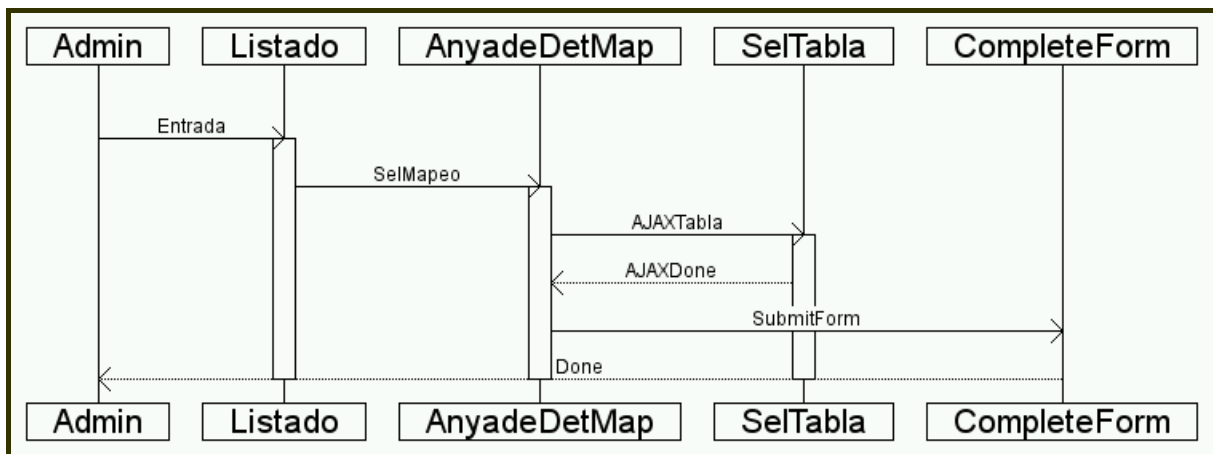 Admin Listado AnyadeDetMap SelTabla CompleteForm
Entrada
SelMapeo
AJAXTabla
AJAXDone
SubmitForm
Done
Admin Listado AnyadeDetMap SelTabla CompleteForm